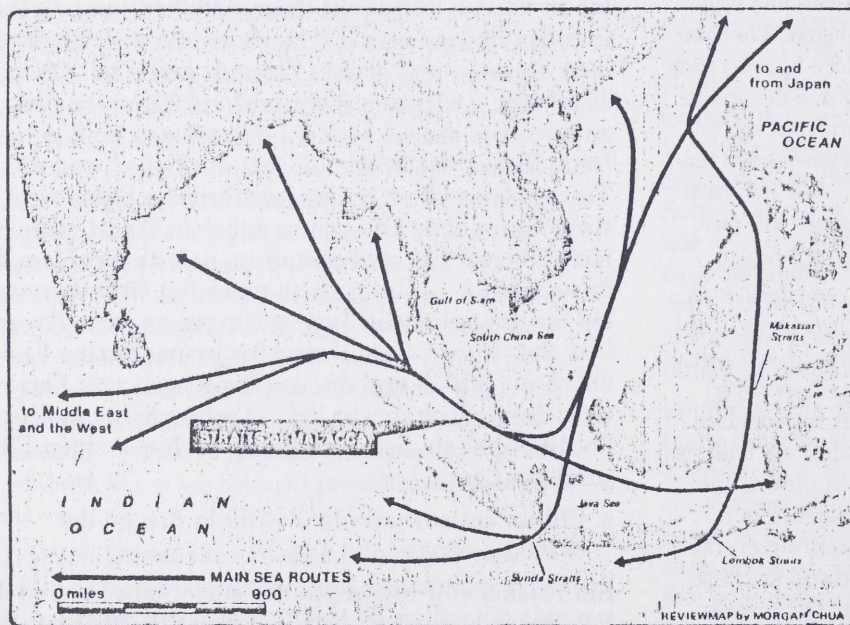 to and
from Japan
PACIFIC
OCEAN
Gulf of Siam
South China Sea
Makassar
Straits
to Middle East
and the West
STRAITS OF MALACCA
INDIAN
OCEAN
Java Sea
Sunda Straits
Lombok Straits
MAIN SEA ROUTES
0 miles 900
REVIEWMAP by MORGAN CHUA